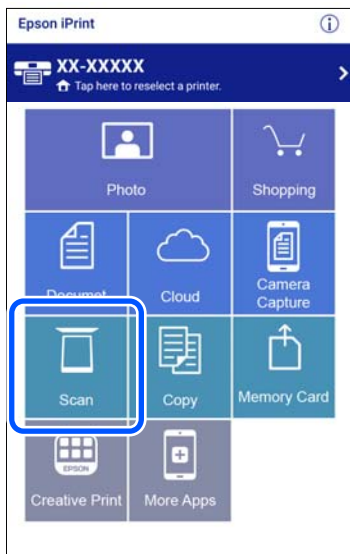 Epson iPrint
XX-XXXXX
Tap here to reselect a printer.
Photo
Shopping
Documet
Cloud
Camera
Capture
Scan
Copy
Memory Card
EPSON
Creative Print
More Apps